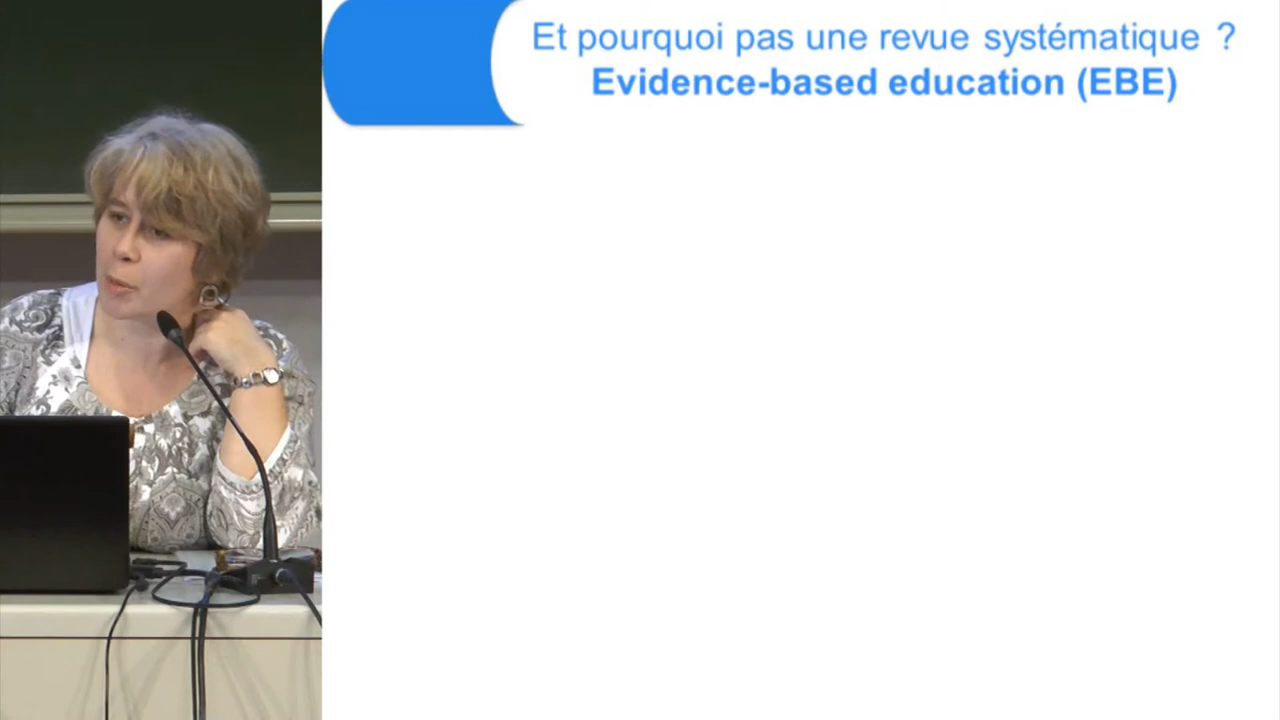 Et pourquoi pas une revue systématique ?
Evidence-based education (EBE)